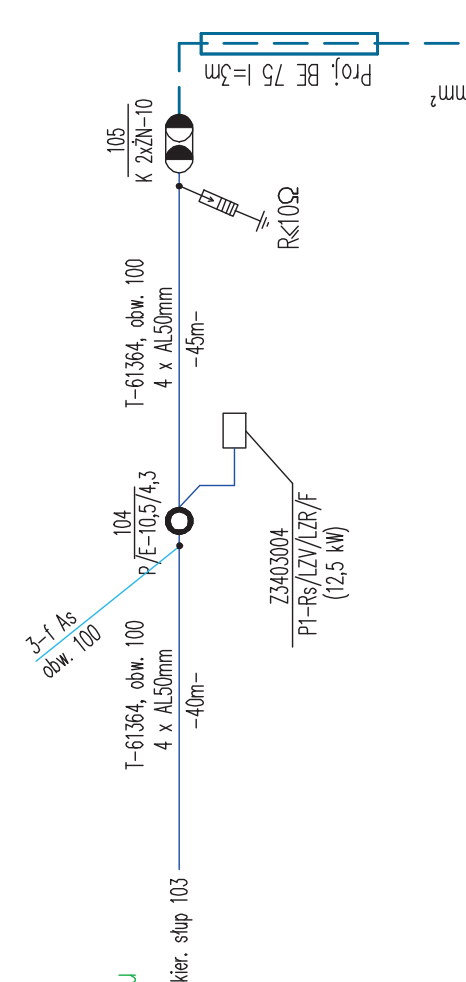 Proj. BE 75 l=3m
mm²
105
K 2xŻN-10
R≤10Ω
T-61364, obw. 100
4 x AL50mm
-45m-
104
P/E-10,5/4,3
Z3403004
P1-Rs/LZV/LZR/F
(12,5 kW)
3-f As
obw. 100
T-61364, obw. 100
4 x AL50mm
-40m-
kier. słup 103